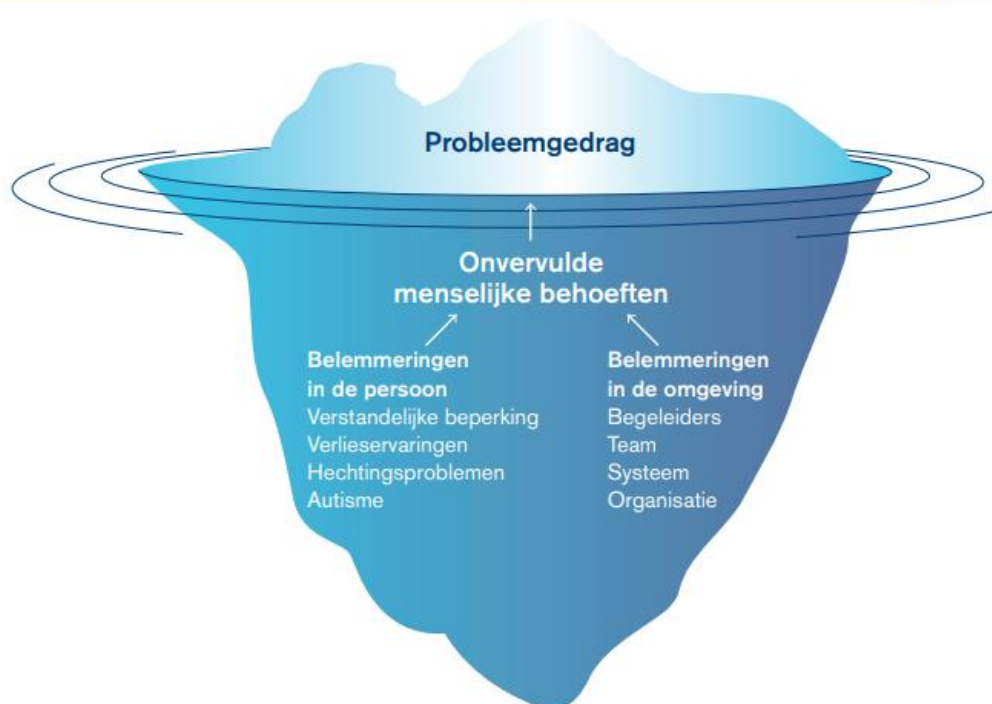 Probleemgedrag
Onvervulde
menselijke behoeften
Belemmeringen
in de persoon
Verstandelijke beperking
Verlieservaringen
Hechtingsproblemen
Autisme
Belemmeringen
in de omgeving
Begeleiders
Team
Systeem
Organisatie